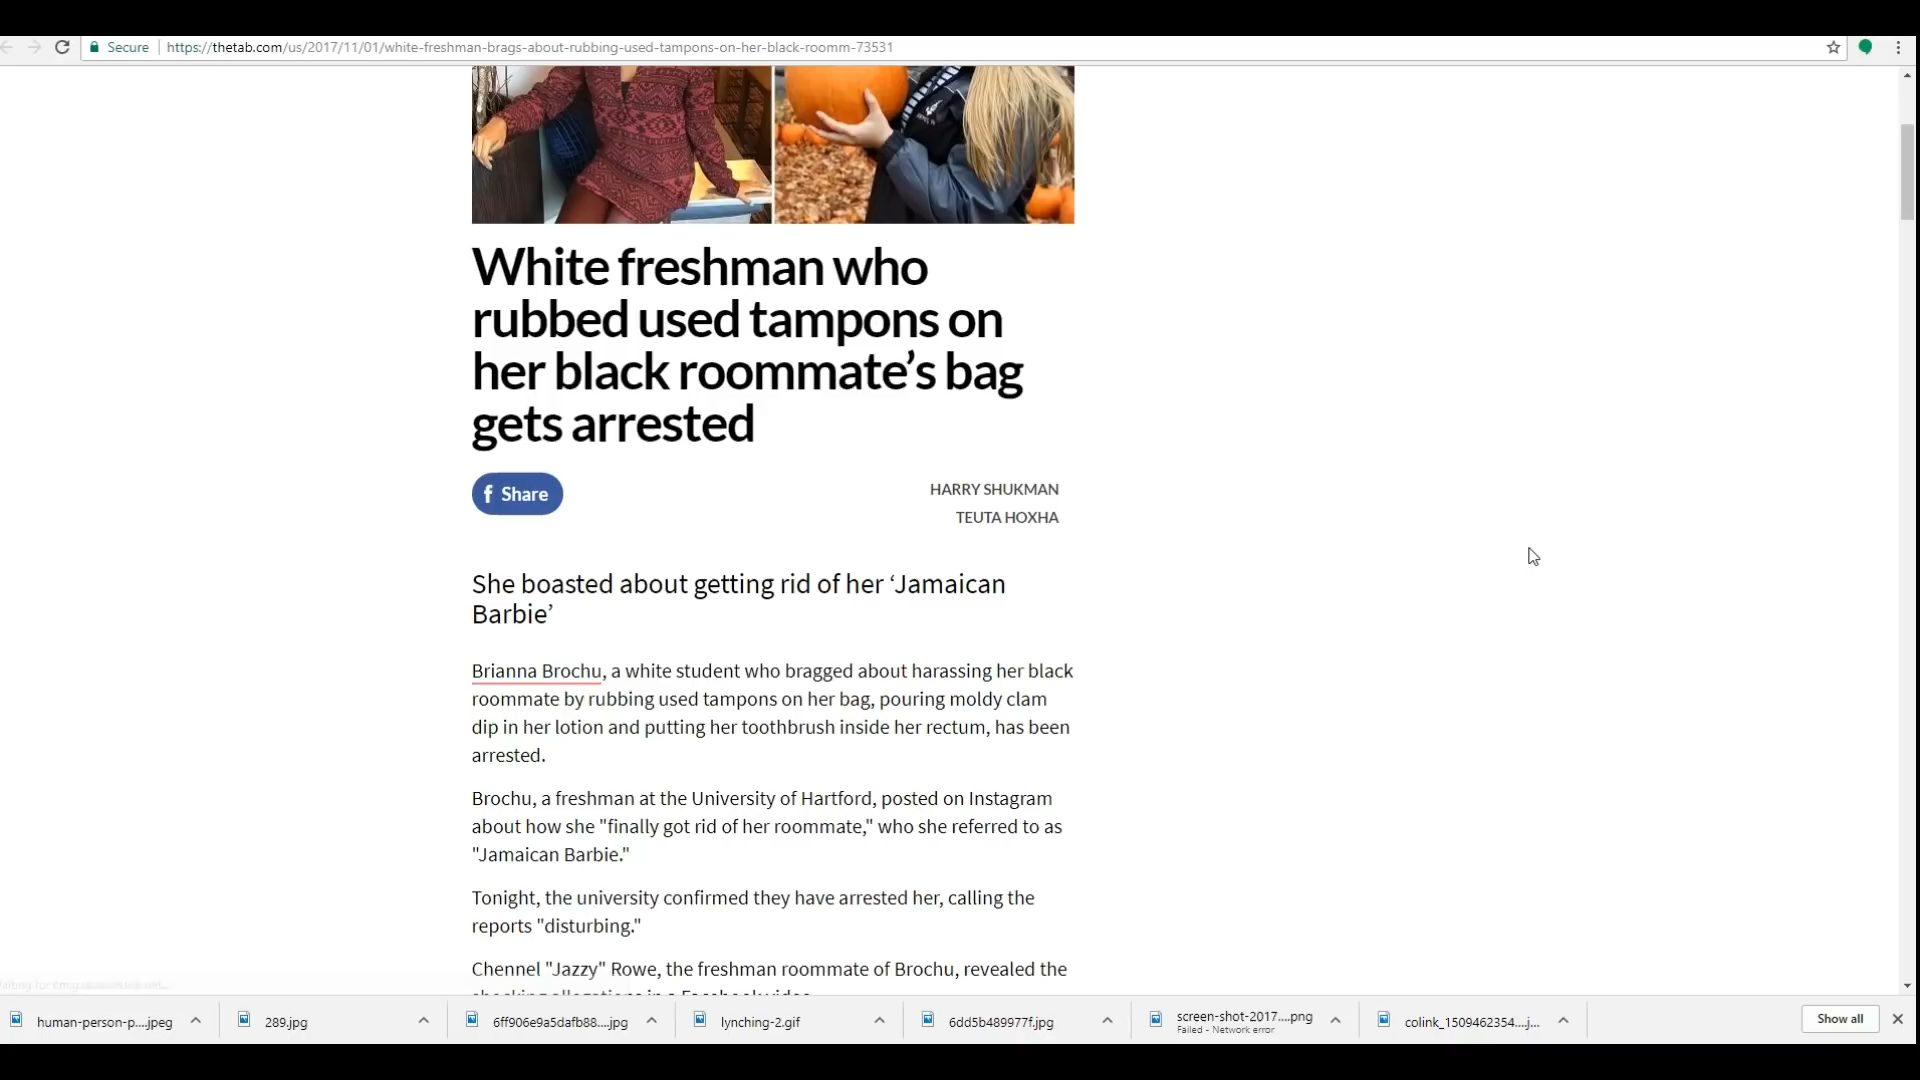 Secure https://thetab.com/us/2017/11/01/white-freshman-brags-about-rubbing-used-tampons-on-her-black-roomm-73531
White freshman who
rubbed used tampons on
her black roommate’s bag
gets arrested
f Share
HARRY SHUKMAN
TEUTA HOXHA
She boasted about getting rid of her ‘Jamaican
Barbie’
Brianna Brochu, a white student who bragged about harassing her black
roommate by rubbing used tampons on her bag, pouring moldy clam
dip in her lotion and putting her toothbrush inside her rectum, has been
arrested.
Brochu, a freshman at the University of Hartford, posted on Instagram
about how she "finally got rid of her roommate," who she referred to as
"Jamaican Barbie."
Tonight, the university confirmed they have arrested her, calling the
reports "disturbing."
Chennel "Jazzy" Rowe, the freshman roommate of Brochu, revealed the
human-person-p....jpeg
289.jpg
6ff906e9a5dafb88....jpg
lynching-2.gif
6dd5b489977f.jpg
screen-shot-2017....png
Failed - Network error
colink_1509462354....j...
Show all